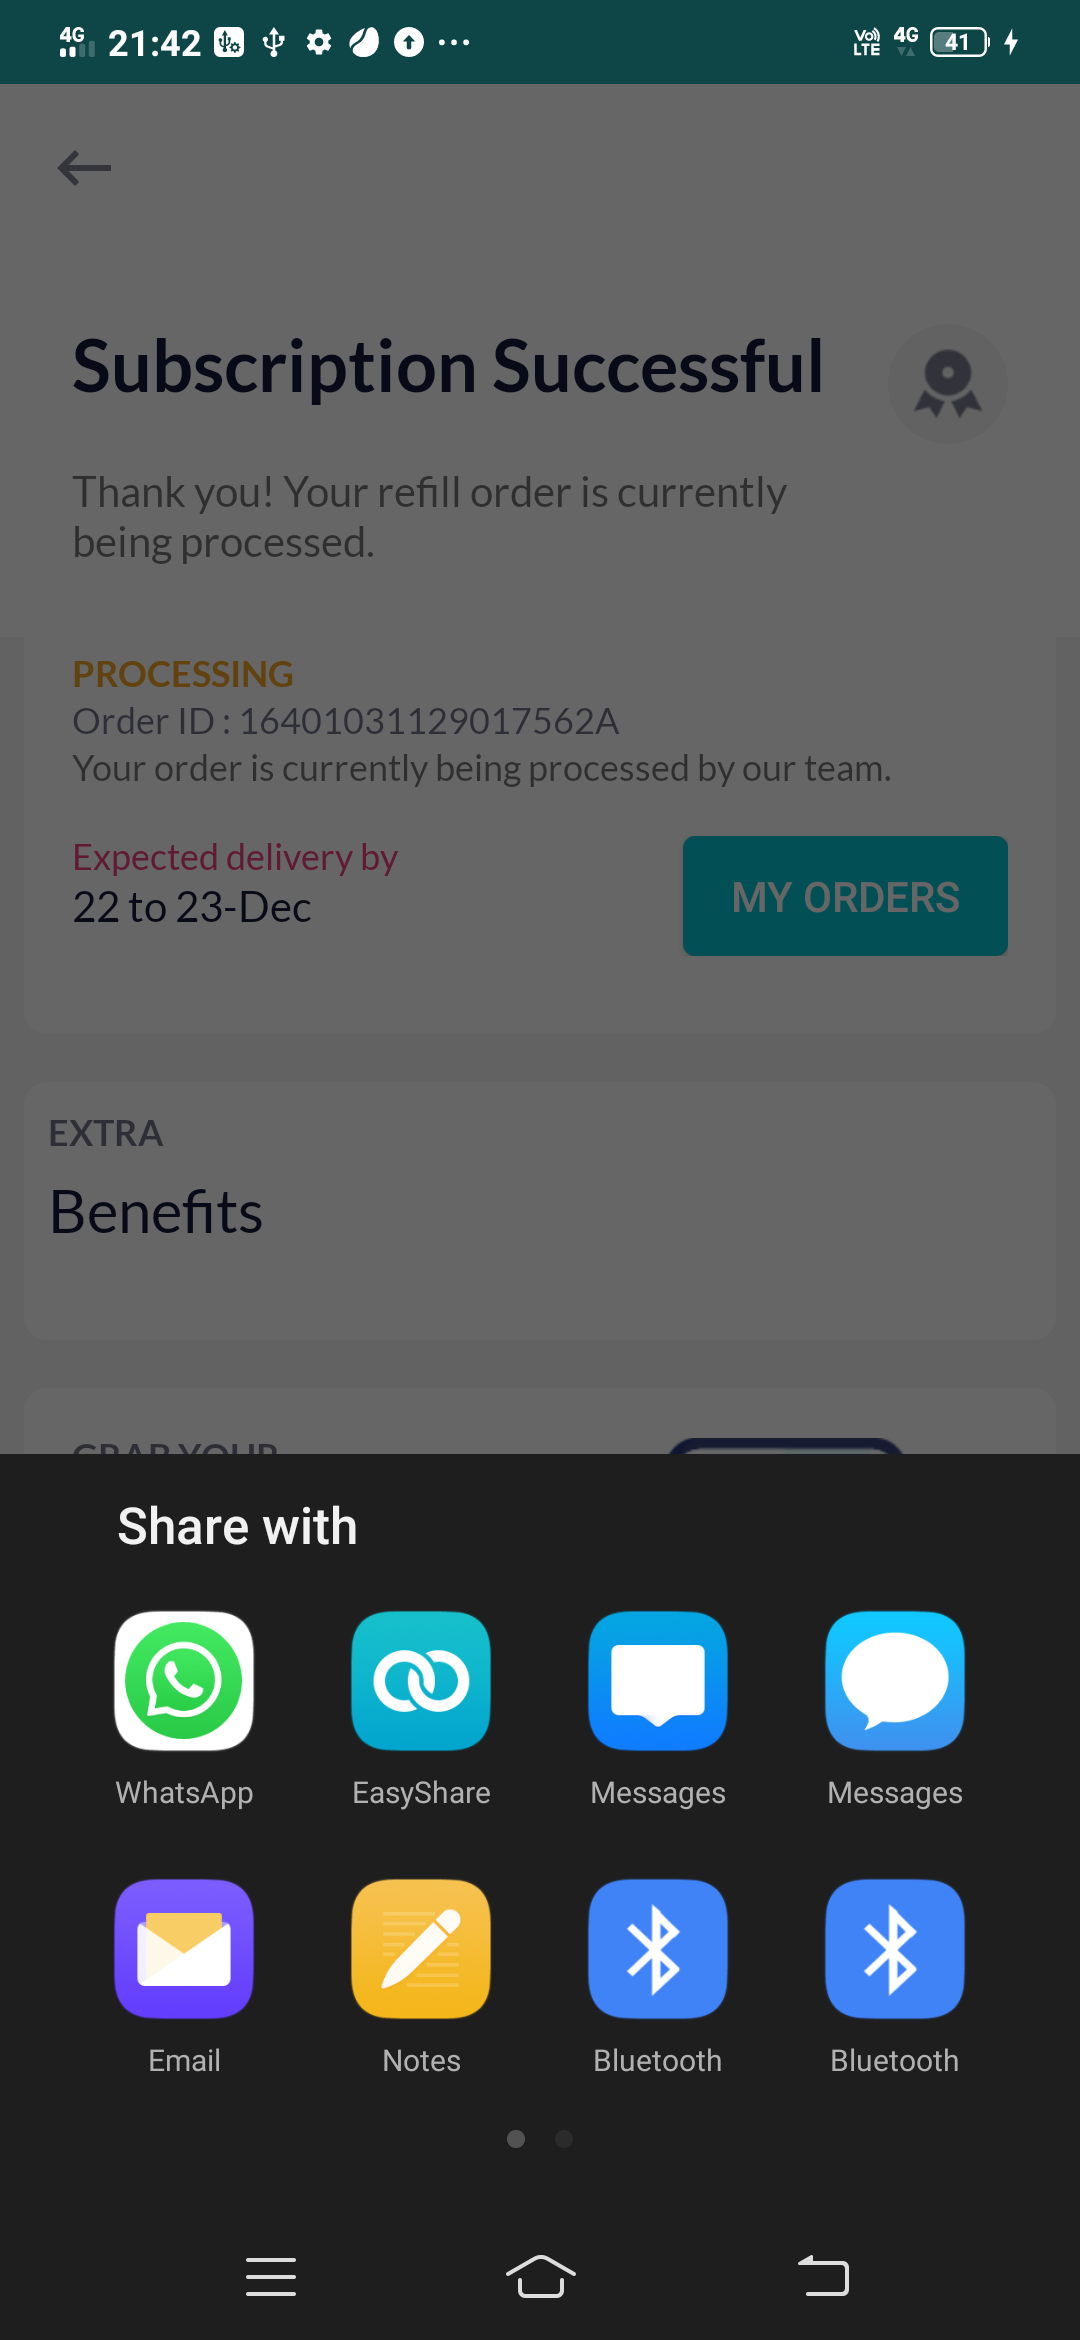 4G 21:42 Vo) LTE 4G 41
Subscription Successful
Thank you! Your refill order is currently
being processed.
PROCESSING
Order ID : 16401031129017562A
Your order is currently being processed by our team.
Expected delivery by
22 to 23-Dec
MY ORDERS
EXTRA
Benefits
GRAB YOUR
Share with
WhatsApp EasyShare Messages Messages
Email Notes Bluetooth Bluetooth